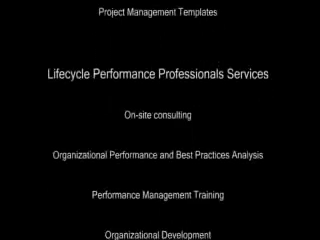 Project Management Templates
Lifecycle Performance Professionals Services
On-site consulting
Organizational Performance and Best Practices Analysis
Performance Management Training
Organizational Development